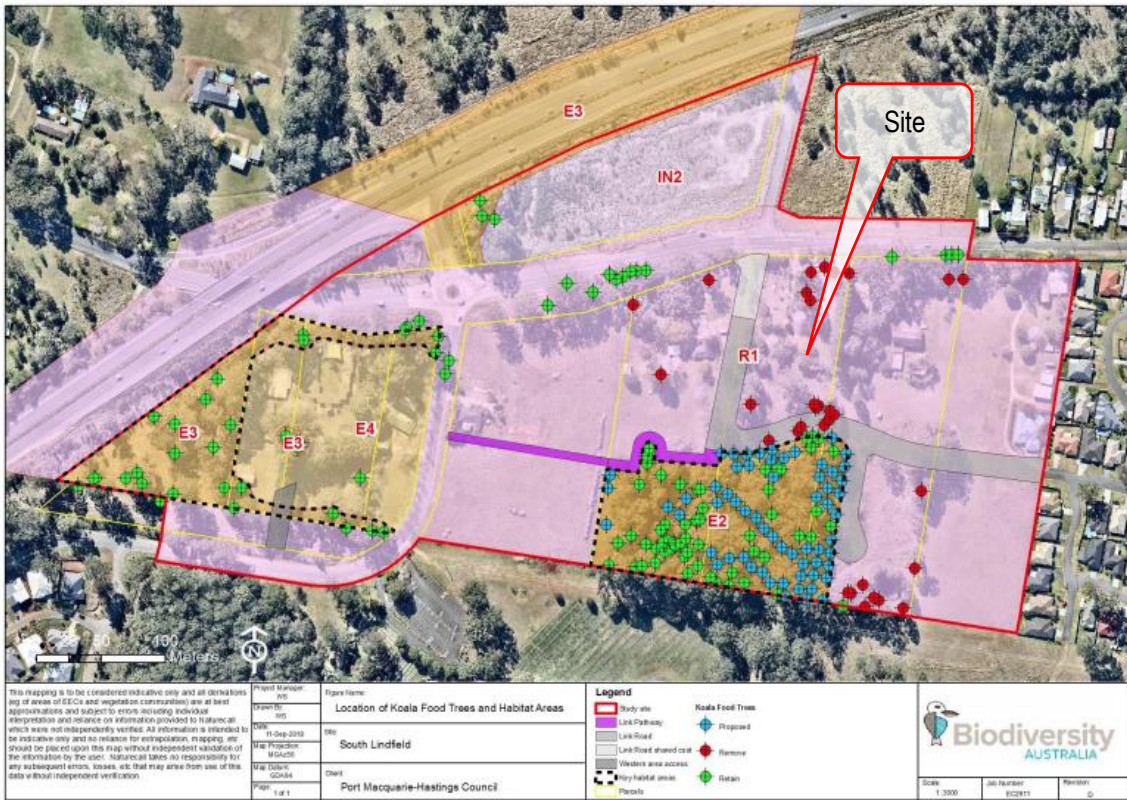 Site
E3
IN2
R1
E3
E3
E4
E2
50
100
Meters
N
This mapping is to be considered indicative only and all derivations
(eg of areas of EECs and vegetation communities) are at best
approximations and subject to errors including individual
interpretation and reliance on information provided to Naturecall
which were not independently verified. All information is intended to
be indicative only and no reliance for extrapolation, mapping, etc
should be placed upon this map without independent validation of
the information by the user. Naturecall takes no responsibility for
any subsequent errors, losses, etc that may arise from use of this
data without independent verification.
Project Manager:
WS
Drawn By:
WS
Date:
11-Sep-2018
Map Projection:
Map Datum:
GDA94
Page:
1 of 1
Figure Name:
Location of Koala Food Trees and Habitat Areas
Site:
South Lindfield
Client:
Port Macquarie-Hastings Council
Legend
Study site
Link Pathway
Link Road
Link Road shared cost
Western area access
Key habitat areas
Parcels
Koala Food Trees
Proposed
Remove
Retain
Biodiversity
AUSTRALIA
Scale:
1:3000
Job Number:
EC2911
Revision:
D